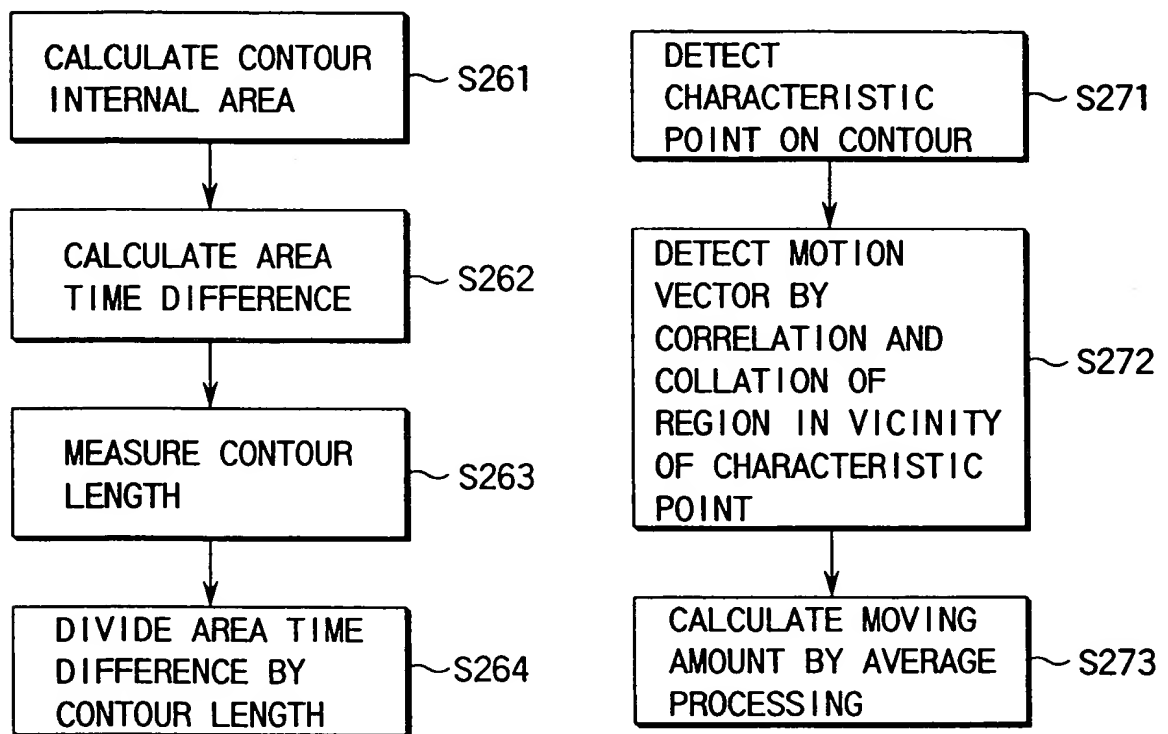 CALCULATE CONTOUR
INTERNAL AREA
S261
CALCULATE AREA
TIME DIFFERENCE
S262
MEASURE CONTOUR
LENGTH
S263
DIVIDE AREA TIME
DIFFERENCE BY
CONTOUR LENGTH
S264
DETECT
CHARACTERISTIC
POINT ON CONTOUR
S271
DETECT MOTION
VECTOR BY
CORRELATION AND
COLLATION OF
REGION IN VICINITY
OF CHARACTERISTIC
POINT
S272
CALCULATE MOVING
AMOUNT BY AVERAGE
PROCESSING
S273